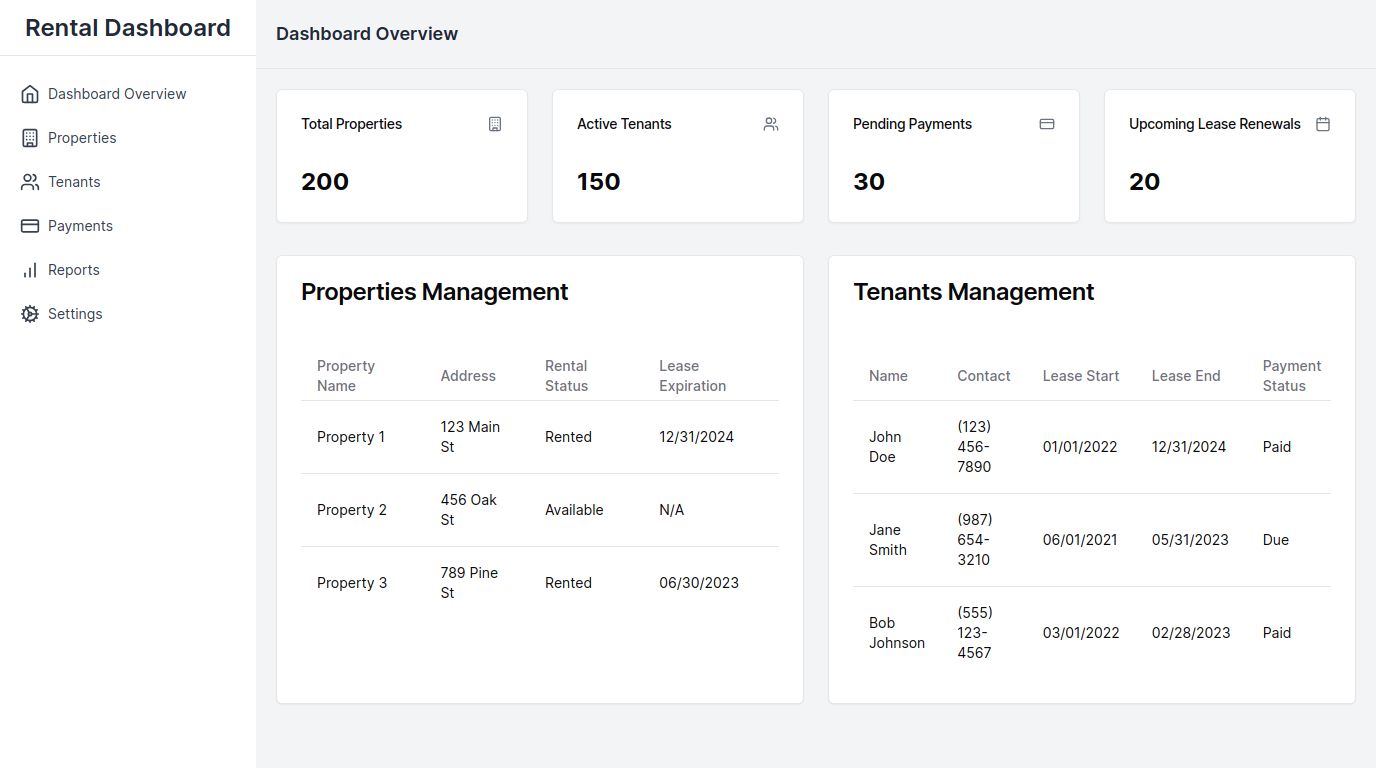 Rental Dashboard
Dashboard Overview
Properties
Tenants
Payments
Reports
Settings
Dashboard Overview
Total Properties
200
Active Tenants
150
Pending Payments
30
Upcoming Lease Renewals
20
Properties Management
Property
Name
Address
Rental
Status
Lease
Expiration
Property 1
123 Main
St
Rented
12/31/2024
Property 2
456 Oak
St
Available
N/A
Property 3
789 Pine
St
Rented
06/30/2023
Tenants Management
Name
Contact
Lease Start
Lease End
Payment
Status
John
Doe
(123)
456-
7890
01/01/2022
12/31/2024
Paid
Jane
Smith
(987)
654-
3210
06/01/2021
05/31/2023
Due
Bob
Johnson
(555)
123-
4567
03/01/2022
02/28/2023
Paid